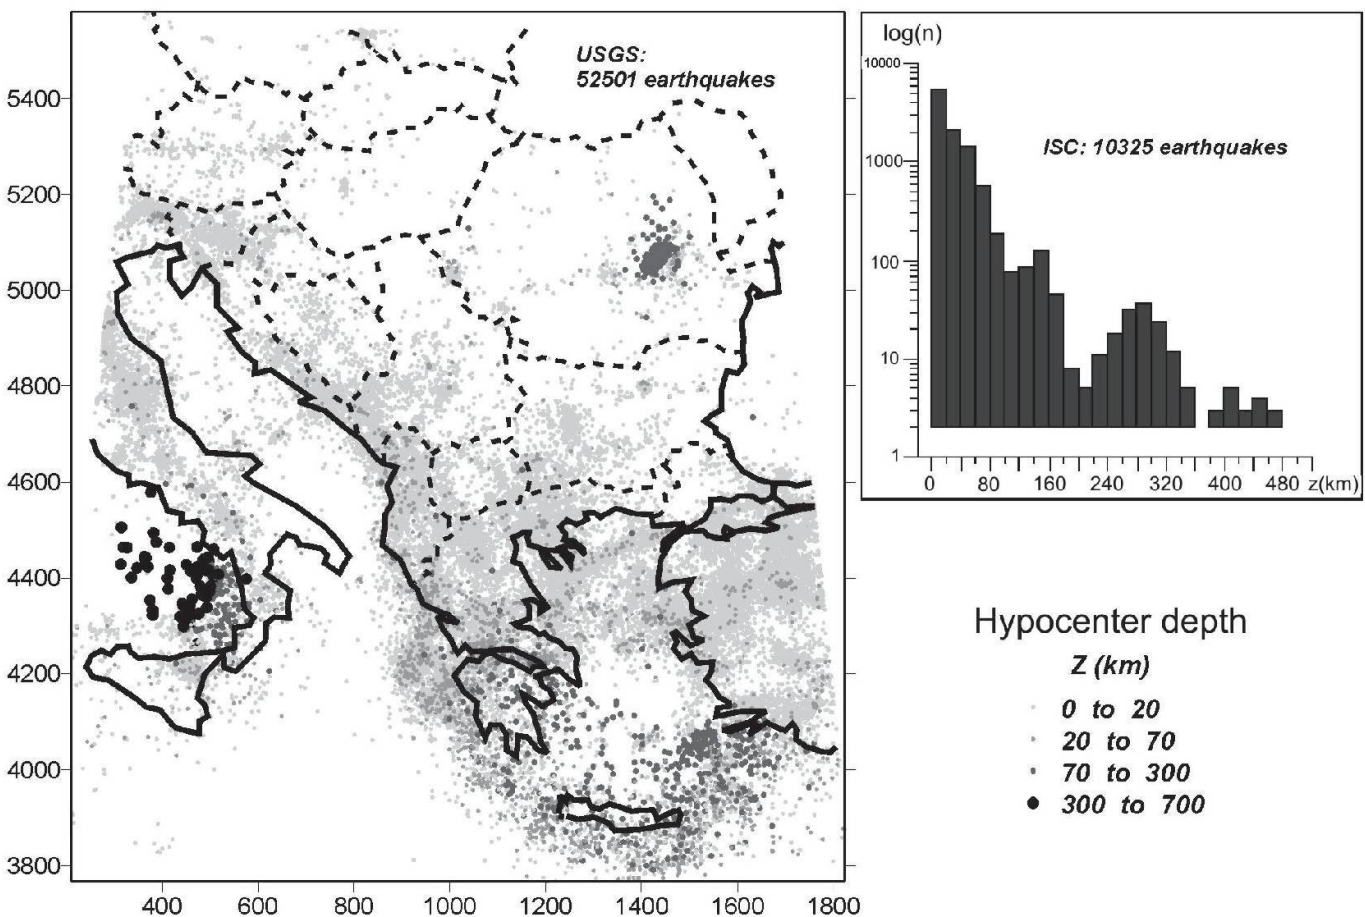 USGS:
52501 earthquakes
5400
5200
5000
4800
4600
4400
4200
4000
3800
400 600 800 1000 1200 1400 1600 1800
log(n)
10000
1000
100
10
1
ISC: 10325 earthquakes
0 80 160 240 320 400 480 z(km)
Hypocenter depth
Z (km)
0 to 20
20 to 70
70 to 300
300 to 700